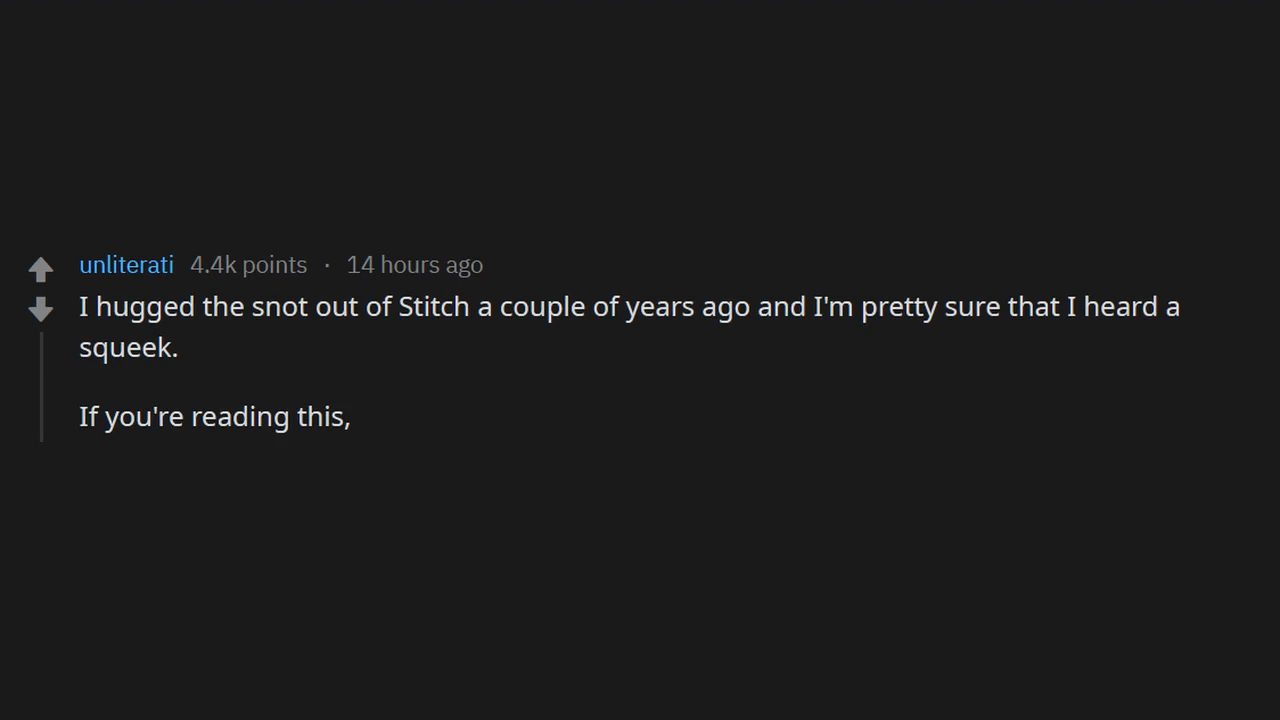 unliterati 4.4k points · 14 hours ago
I hugged the snot out of Stitch a couple of years ago and I'm pretty sure that I heard a
squeek.
If you're reading this,